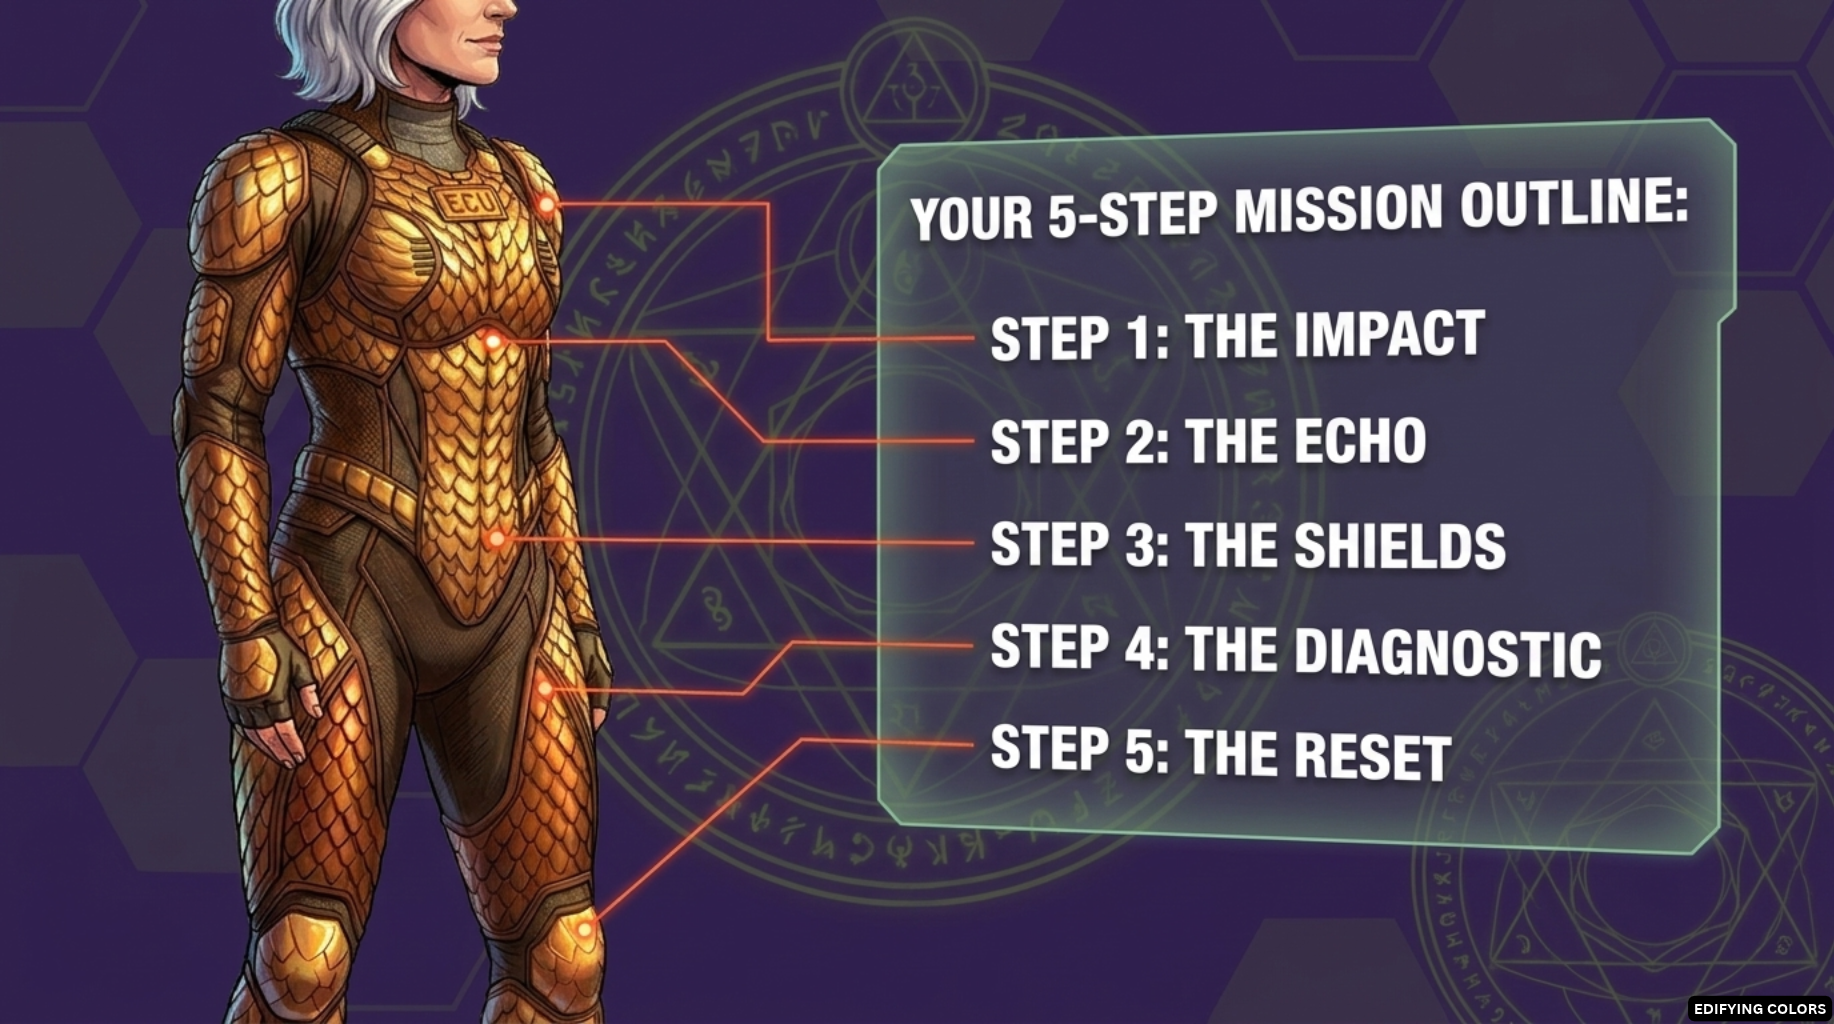 ECU
YOUR 5-STEP MISSION OUTLINE:
STEP 1: THE IMPACT
STEP 2: THE ECHO
STEP 3: THE SHIELDS
STEP 4: THE DIAGNOSTIC
STEP 5: THE RESET
EDIFYING COLORS